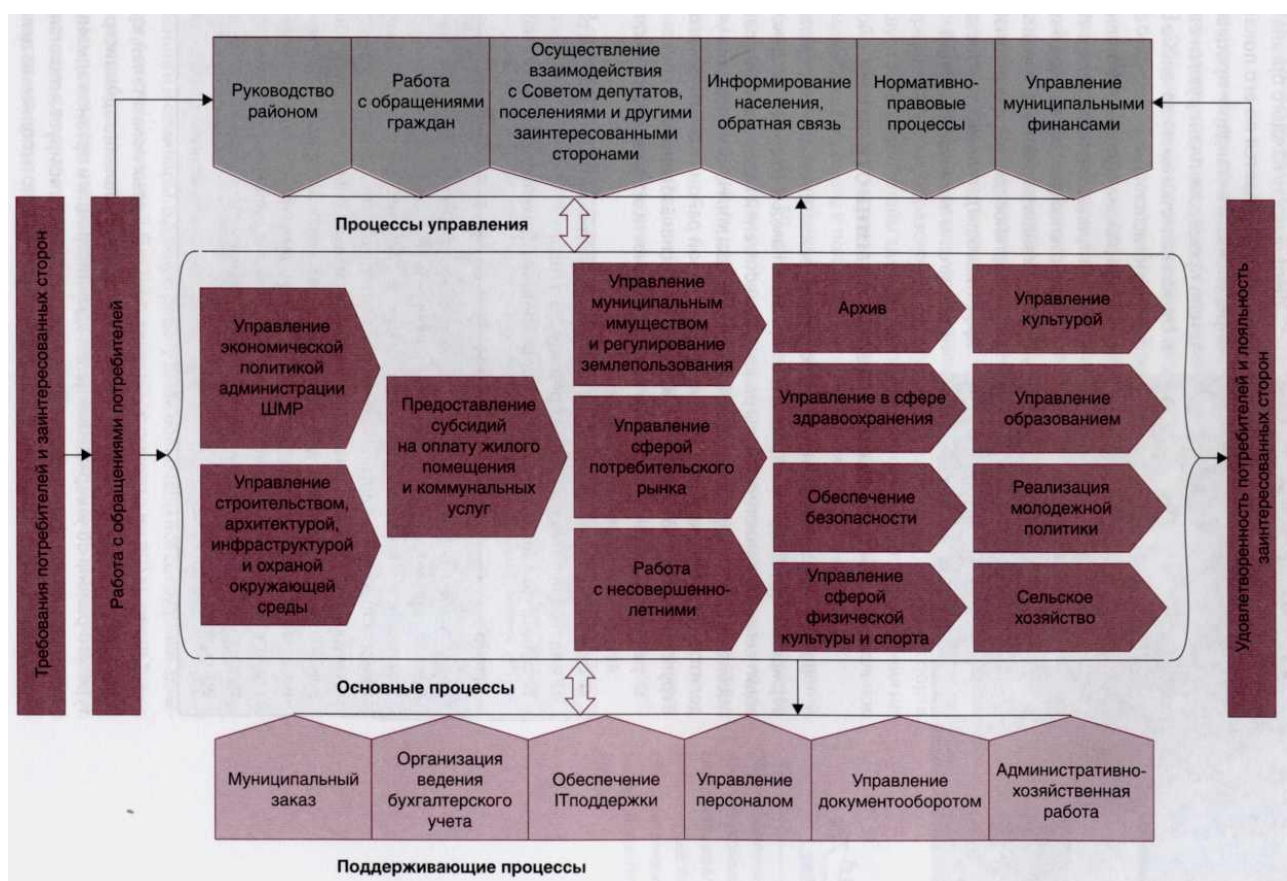 Руководство
районом
Работа
с обращениями
граждан
Осуществление
взаимодействия
с Советом депутатов,
поселениями и другими
заинтересованными
сторонами
Информирование
населения,
обратная связь
Нормативно-
правовые
процессы
Управление
муниципальными
финансами
Процессы управления
Требования потребителей и заинтересованных сторон
Работа с обращениями потребителей
Управление
экономической
политикой
администрации
ШМР
Управление
строительством,
архитектурой,
инфраструктурой
и охраной
окружающей
среды
Предоставление
субсидий
на оплату жилого
помещения
и коммунальных
услуг
Управление
муниципальным
имуществом
и регулирование
землепользования
Управление
сферой
потребительского
рынка
Работа
с несовершенно-
летними
Архив
Управление в сфере
здравоохранения
Обеспечение
безопасности
Управление
сферой
физической
культуры и спорта
Управление
культурой
Управление
образованием
Реализация
молодежной
политики
Сельское
хозяйство
Удовлетворенность потребителей и лояльность
заинтересованных сторон
Основные процессы
Муниципальный
заказ
Организация
ведения
бухгалтерского
учета
Обеспечение
ITподдержки
Управление
персоналом
Управление
документооборотом
Административно-
хозяйственная
работа
Поддерживающие процессы